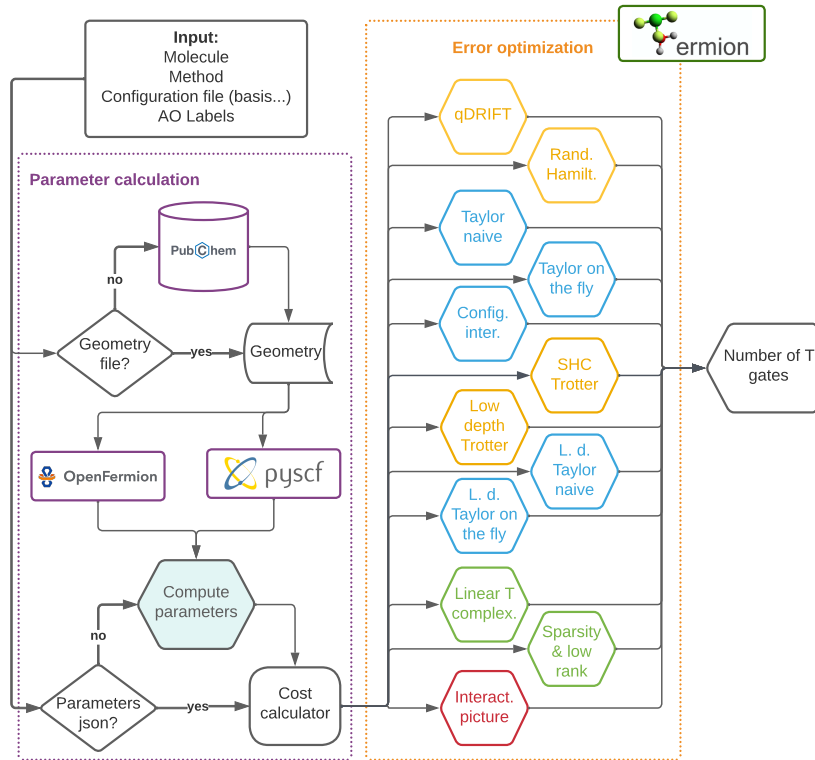 Input:
Molecule
Method
Configuration file (basis...)
AO Labels
Parameter calculation
PubChem
no
Geometry
file?
yes
Geometry
OpenFermion
pyscf
Compute
parameters
no
Parameters
json?
yes
Cost
calculator
Error optimization
ermion
qDRIFT
Rand.
Hamilt.
Taylor
naive
Taylor on
the fly
Config.
inter.
SHC
Trotter
Low
depth
Trotter
L. d.
Taylor
naive
L. d.
Taylor on
the fly
Linear T
complex.
Sparsity
& low
rank
Interact.
picture
Number of T
gates